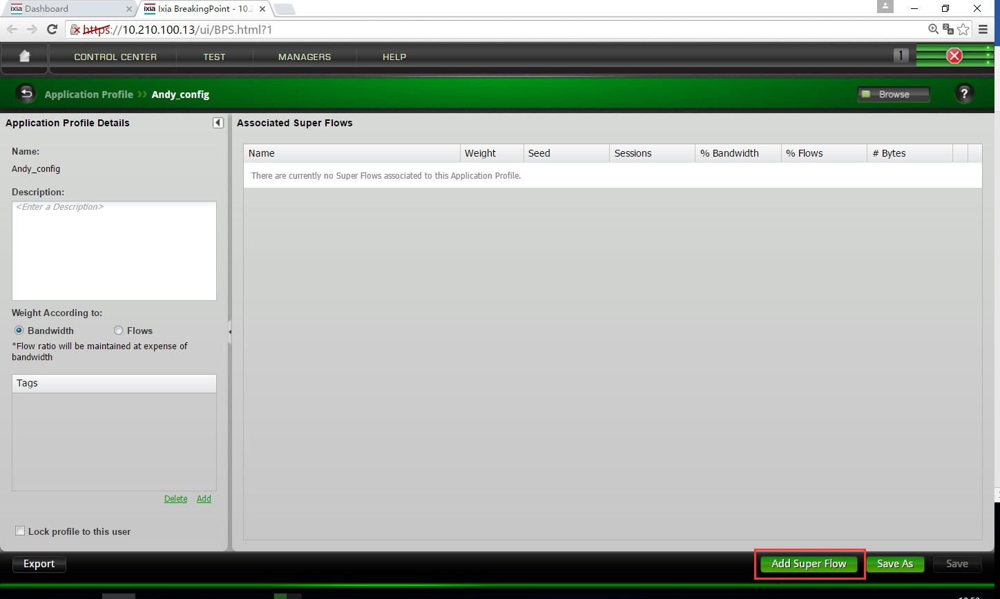 ixia Dashboard
ixia Ixia BreakingPoint - 10.2
https://10.210.100.13/ui/BPS.html?1
CONTROL CENTER TEST MANAGERS HELP 1
Application Profile >> Andy_config Browse ?
Application Profile Details
Name:
Andy_config
Description:
<Enter a Description>
Weight According to:
Bandwidth Flows
*Flow ratio will be maintained at expense of
bandwidth
Tags
Delete Add
Lock profile to this user
Associated Super Flows
Name Weight Seed Sessions % Bandwidth % Flows # Bytes
There are currently no Super Flows associated to this Application Profile.
Export Add Super Flow Save As Save